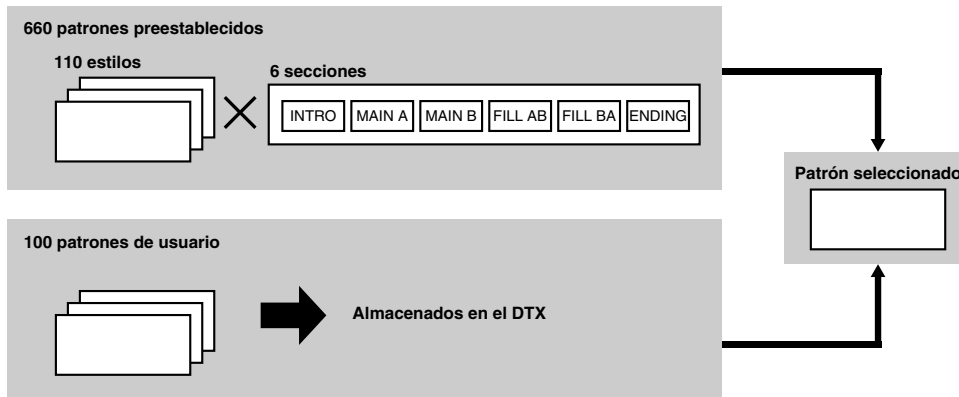 660 patrones preestablecidos
110 estilos
6 secciones
INTRO MAIN A MAIN B FILL AB FILL BA ENDING
Patrón seleccionado
100 patrones de usuario
Almacenados en el DTX